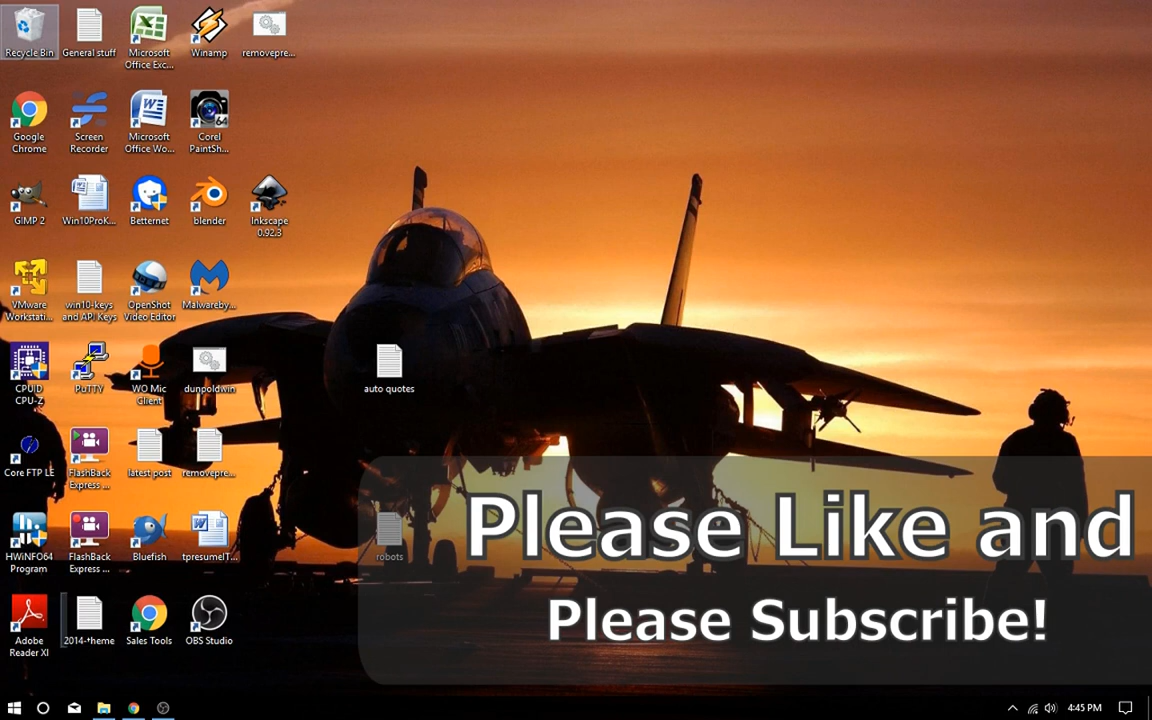 Recycle Bin
General stuff
Microsoft
Office Exc...
Winamp
removepre...
Google
Chrome
Screen
Recorder
Microsoft
Office Wo...
Corel
PaintSh...
64
GIMP 2
Win10ProK...
Betternet
blender
Inkscape
0.92.3
VMware
Workstati...
win10-keys
and API Keys
OpenShot
Video Editor
Malwareby...
CPUID
CPU-Z
PuTTY
WO Mic
Client
dunpoldwin
auto quotes
Core FTP LE
FlashBack
Express ...
latest post
removepre...
HWiNFO64
Program
FlashBack
Express ...
Bluefish
tpresumeIT...
robots
Adobe
Reader XI
2014-*heme
Sales Tools
OBS Studio
Please Like and
Please Subscribe!
4:45 PM